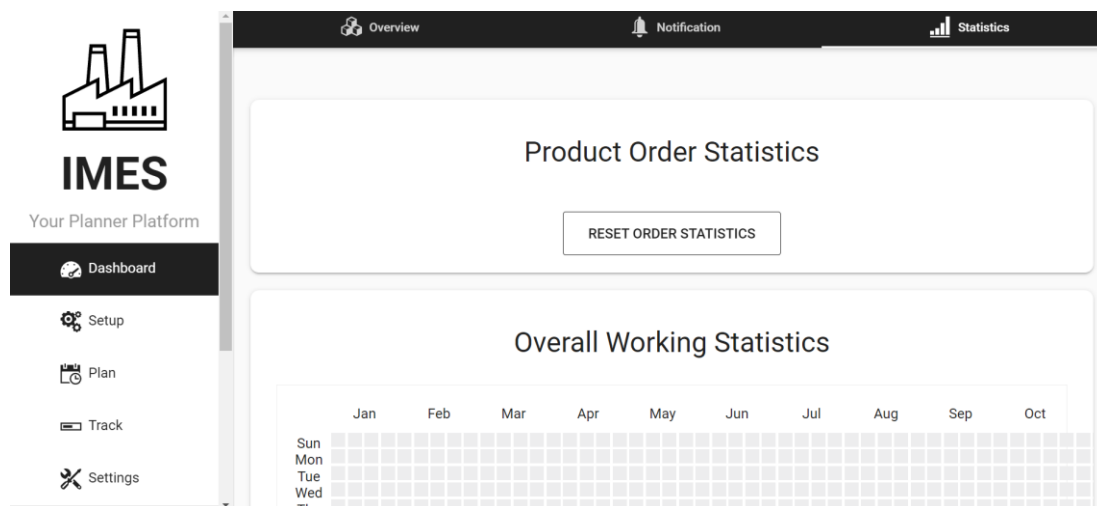 Overview Notification Statistics
IMES
Your Planner Platform
Dashboard
Setup
Plan
Track
Settings
Product Order Statistics
RESET ORDER STATISTICS
Overall Working Statistics
Jan Feb Mar Apr May Jun Jul Aug Sep Oct
Sun
Mon
Tue
Wed